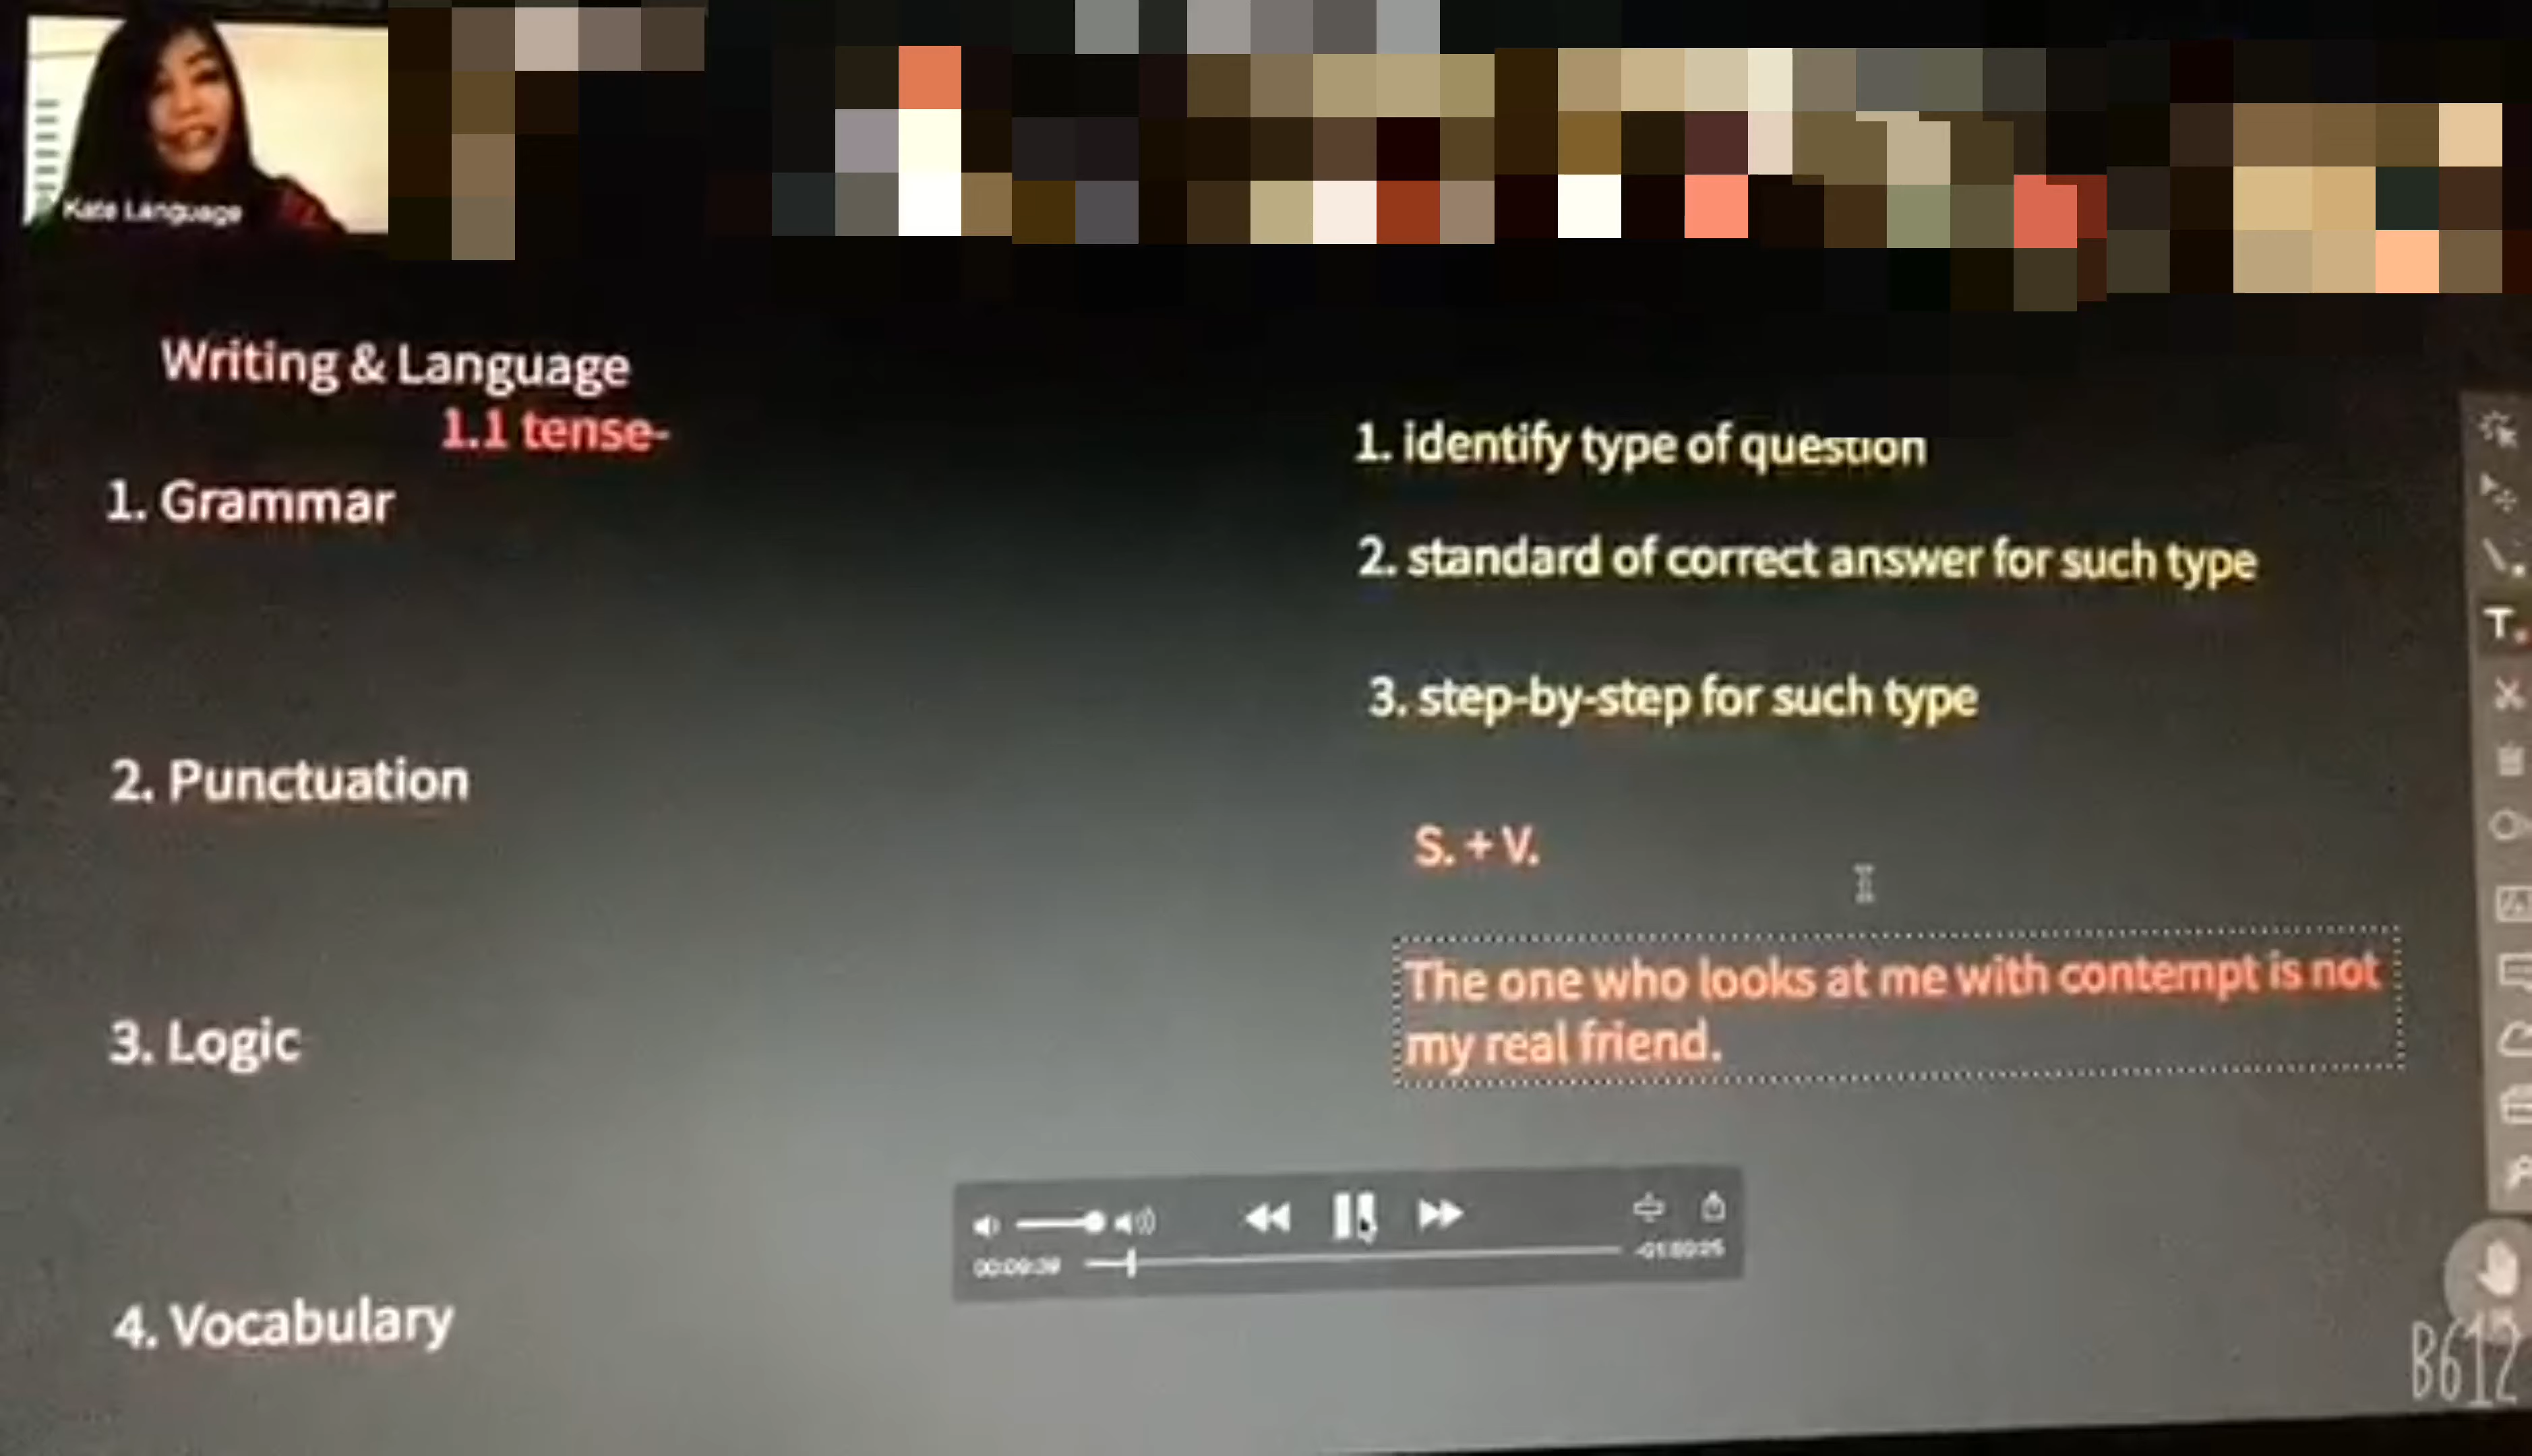 Kate Language
Writing & Language
1.1 tense-
1. Grammar
2. Punctuation
3. Logic
4. Vocabulary
1. identify type of question
2. standard of correct answer for such type
3. step-by-step for such type
S. + V.
The one who looks at me with contempt is not
my real friend.
T
B612